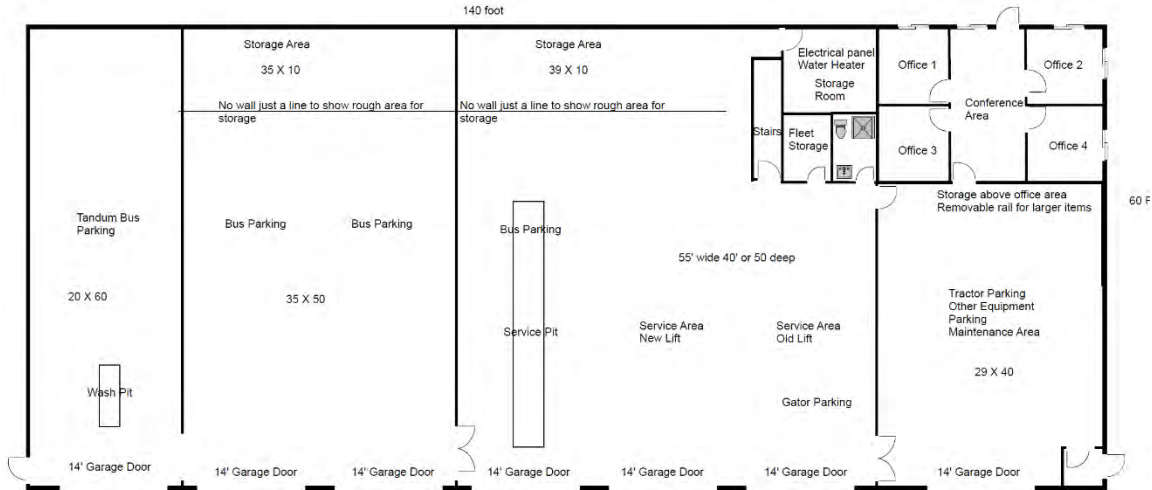 140 foot
Storage Area
35 X 10
No wall just a line to show rough area for
storage
Storage Area
39 X 10
No wall just a line to show rough area for
storage
Electrical panel
Water Heater
Storage
Room
Stairs
Fleet
Storage
Office 1
Office 2
Conference
Area
Office 3
Office 4
Storage above office area
Removable rail for larger items
60 F
Tandum Bus
Parking
20 X 60
Wash Pit
Bus Parking
Bus Parking
35 X 50
Bus Parking
Service Pit
55' wide 40' or 50 deep
Service Area
New Lift
Service Area
Old Lift
Gator Parking
Tractor Parking
Other Equipment
Parking
Maintenance Area
29 X 40
14' Garage Door
14' Garage Door
14' Garage Door
14' Garage Door
14' Garage Door
14' Garage Door
14' Garage Door